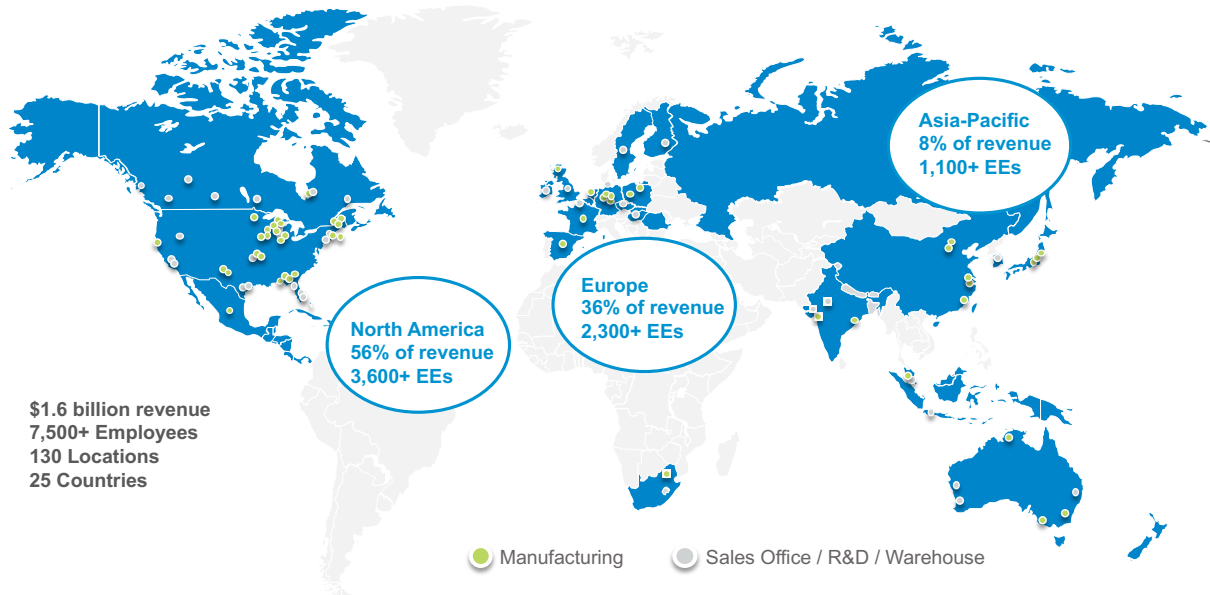 Asia-Pacific
8% of revenue
1,100+ EEs
Europe
36% of revenue
2,300+ EEs
North America
56% of revenue
3,600+ EEs
$1.6 billion revenue
7,500+ Employees
130 Locations
25 Countries
Manufacturing
Sales Office / R&D / Warehouse